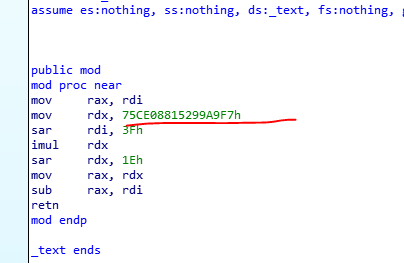 assume es:nothing, ss:nothing, ds:_text, fs:nothing,
public mod
mod proc near
mov rax, rdi
mov rdx, 75CE08815299A9F7h
sar rdi, 3Fh
imul rdx
sar rdx, 1Eh
mov rax, rdx
sub rax, rdi
retn
mod endp
_text ends